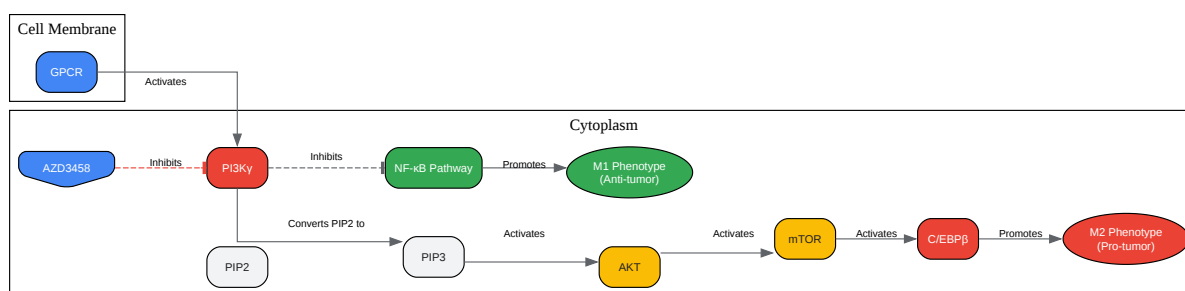 Cell Membrane
GPCR
Activates
Cytoplasm
AZD3458
Inhibits
PI3Kγ
Inhibits
NF-κB Pathway
Promotes
M1 Phenotype
(Anti-tumor)
Converts PIP2 to
PIP2
PIP3
Activates
AKT
Activates
mTOR
Activates
C/EBPβ
Promotes
M2 Phenotype
(Pro-tumor)